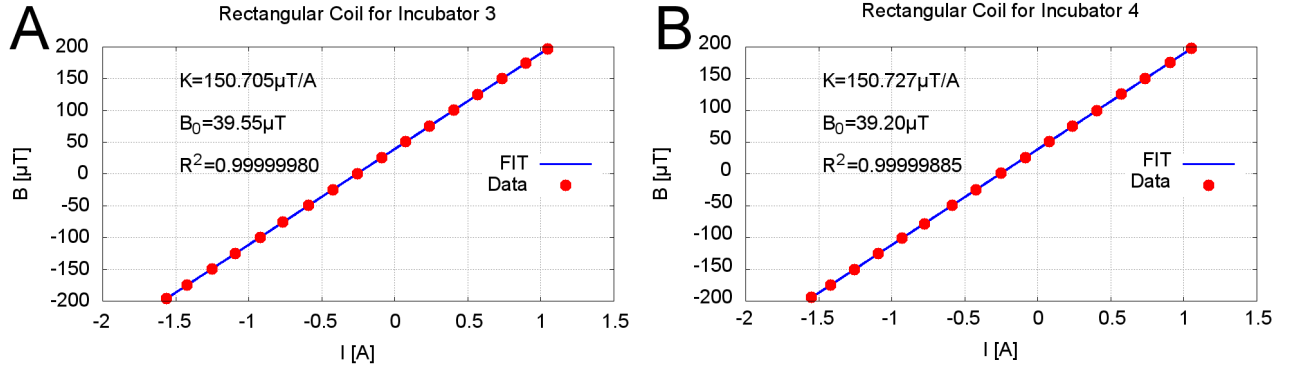 A
Rectangular Coil for Incubator 3
200
150
100
50
0
-50
-100
-150
-200
B [µT]
K=150.705µT/A
B0=39.55µT
R2=0.99999980
FIT
Data
-2
-1.5
-1
-0.5
0
0.5
1
1.5
I [A]
B
Rectangular Coil for Incubator 4
200
150
100
50
0
-50
-100
-150
-200
B [µT]
K=150.727µT/A
B0=39.20µT
R2=0.99999885
FIT
Data
-2
-1.5
-1
-0.5
0
0.5
1
1.5
I [A]